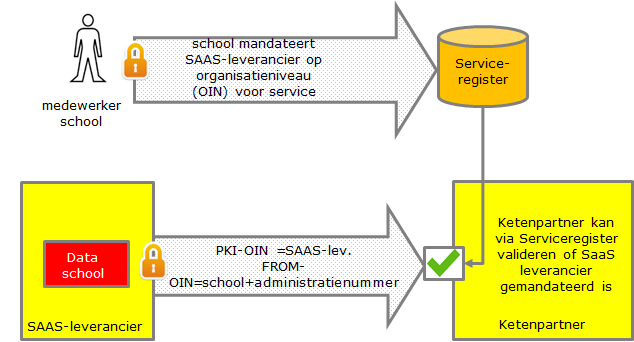 school mandateert
SAAS-leverancier op
organisatieniveau
(OIN) voor service
Service-
register
medewerker
school
Data
school
SAAS-leverancier
PKI-OIN =SAAS-lev.
FROM-
OIN=school+administratienummer
Ketenpartner kan
via Serviceregister
valideren of SaaS
leverancier
gemandateerd is
Ketenpartner